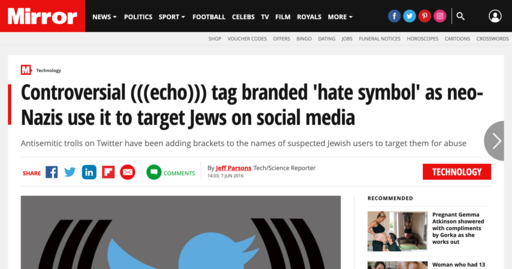 Mirror
NEWS POLITICS SPORT FOOTBALL CELEBS TV FILM ROYALS MORE
SHOP VOUCHER CODES OFFERS BINGO DATING JOBS FUNERAL NOTICES HOROSCOPES CARTOONS CROSSWORDS
M Technology
Controversial (((echo))) tag branded 'hate symbol' as neo-
Nazis use it to target Jews on social media
Antisemitic trolls on Twitter have been adding brackets to the names of suspected Jewish users to target them for abuse
SHARE COMMENTS
By Jeff Parsons Tech/Science Reporter
14:03, 7 JUN 2016
TECHNOLOGY
RECOMMENDED
Pregnant Gemma
Atkinson showered
with compliments
by Gorka as she
works out
Woman who had 13